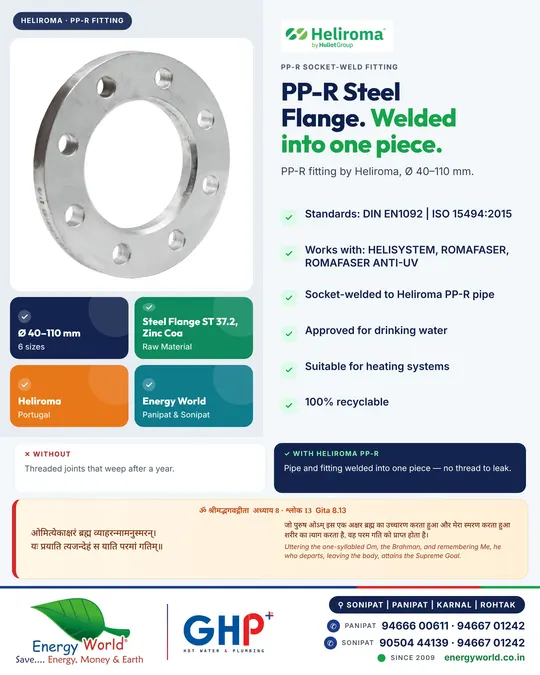 HELIROMA · PP-R FITTING
Heliroma
by HulietGroup
PP-R SOCKET-WELD FITTING
PP-R Steel
Flange. Welded
into one piece.
PP-R fitting by Heliroma, Ø 40–110 mm.
Standards: DIN EN1092 | ISO 15494:2015
Works with: HELISYSTEM, ROMAFASER,
ROMAFASER ANTI-UV
Socket-welded to Heliroma PP-R pipe
Approved for drinking water
Suitable for heating systems
100% recyclable
Ø 40–110 mm
6 sizes
Steel Flange ST 37.2,
Zinc Coa
Raw Material
Heliroma
Portugal
Energy World
Panipat & Sonipat
✕ WITHOUT
Threaded joints that weep after a year.
✓ WITH HELIROMA PP-R
Pipe and fitting welded into one piece — no thread to leak.
ॐ श्रीमद्भगवद्गीता अध्याय 8 · श्लोक 13 Gita 8.13
ओमित्येकाक्षरं ब्रह्म व्याहरन्मामनुस्मरन्।
यः प्रयाति त्यजन्देहं स याति परमां गतिम्॥
जो पुरुष ओऽम् इस एक अक्षर ब्रह्म का उच्चारण करता हुआ और मेरा स्मरण करता हुआ
शरीर का त्याग करता है, वह परम गति को प्राप्त होता है।
Uttering the one-syllabled Om, the Brahman, and remembering Me, he
who departs, leaving the body, attains the Supreme Goal.
Energy World
Save.... Energy, Money & Earth
GHP+
HOT WATER & PLUMBING
SONIPAT | PANIPAT | KARNAL | ROHTAK
PANIPAT 94666 00611 · 94667 01242
SONIPAT 90504 44139 · 94667 01242
SINCE 2009 energyworld.co.in